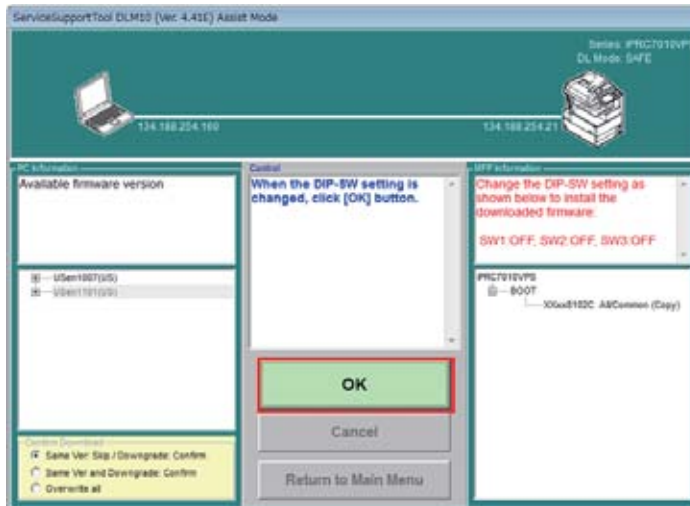 ServiceSupportTool DLM10 (Ver. 4.41E) Assist Mode
Series: iPRC7010VP
DL Mode: SAFE
134.188.254.160
134.188.254.21
PC Information
Available firmware version
USen1007(US)
USen1101(US)
Confirm Download
Same Ver: Skip / Downgrade: Confirm
Same Ver and Downgrade: Confirm
Overwrite all
Control
When the DIP-SW setting is
changed, click [OK] button.
OK
Cancel
Return to Main Menu
MFP Information
Change the DIP-SW setting as
shown below to install the
downloaded firmware:
SW1:OFF, SW2:OFF, SW3:OFF
iPRC7010VPS
BOOT
XXxx8102C All/Common (Copy)